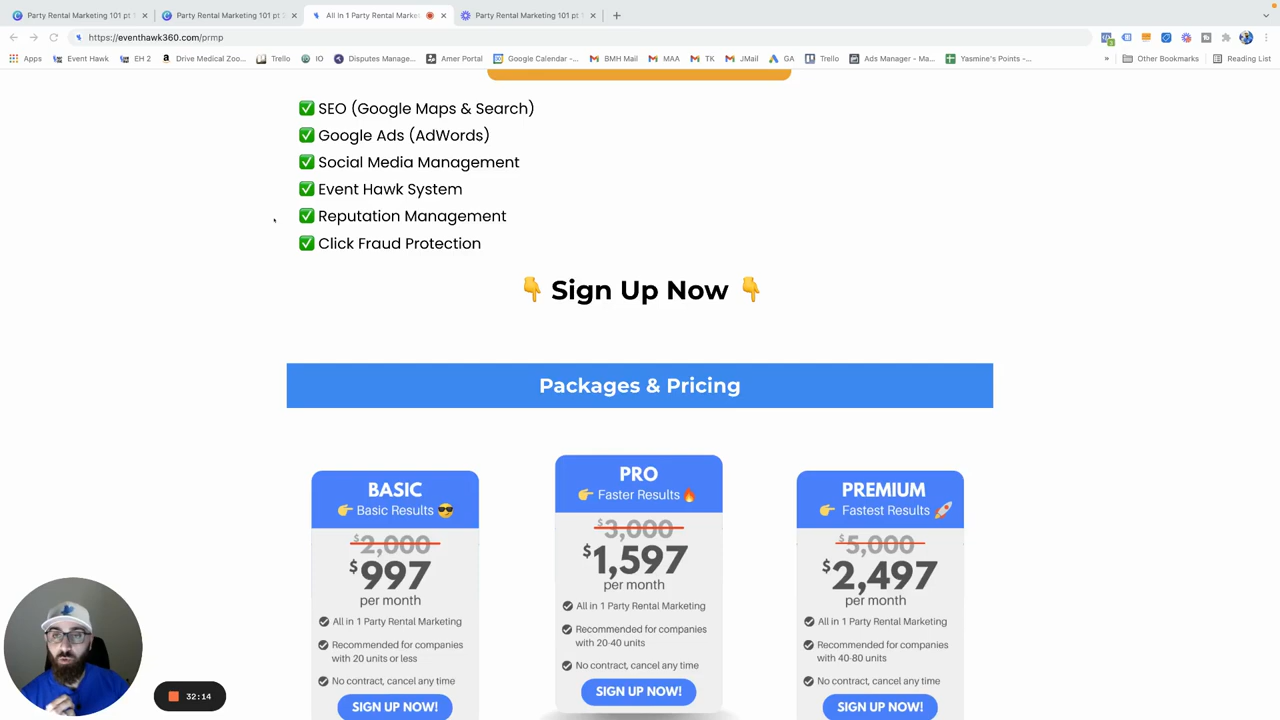 Party Rental Marketing 101 pt
Party Rental Marketing 101 pt
All in 1 Party Rental Marke
Party Rental Marketing 101 pt
https://eventhawk360.com/prmp
Apps
Event Hawk
EH 2
Drive Medical Zoo...
Trello
IO
Disputes Manage...
Amer Portal
Google Calendar -...
BMH Mail
MAA
TK
JMail
GA
Trello
Ads Manager - Ma...
Yasmine's Points -...
»
Other Bookmarks
Reading List
✅ SEO (Google Maps & Search)
✅ Google Ads (AdWords)
✅ Social Media Management
✅ Event Hawk System
✅ Reputation Management
✅ Click Fraud Protection
👇 Sign Up Now 👇
Packages & Pricing
BASIC
👉 Basic Results 😎
$2,000
$997
per month
All in 1 Party Rental Marketing
Recommended for companies
with 20 units or less
No contract, cancel any time
SIGN UP NOW!
PRO
👉 Faster Results 🔥
$3,000
$1,597
per month
All in 1 Party Rental Marketing
Recommended for companies
with 20-40 units
No contract, cancel any time
SIGN UP NOW!
PREMIUM
👉 Fastest Results 🚀
$5,000
$2,497
per month
All in 1 Party Rental Marketing
Recommended for companies
with 40-80 units
No contract, cancel any time
SIGN UP NOW!
32:14